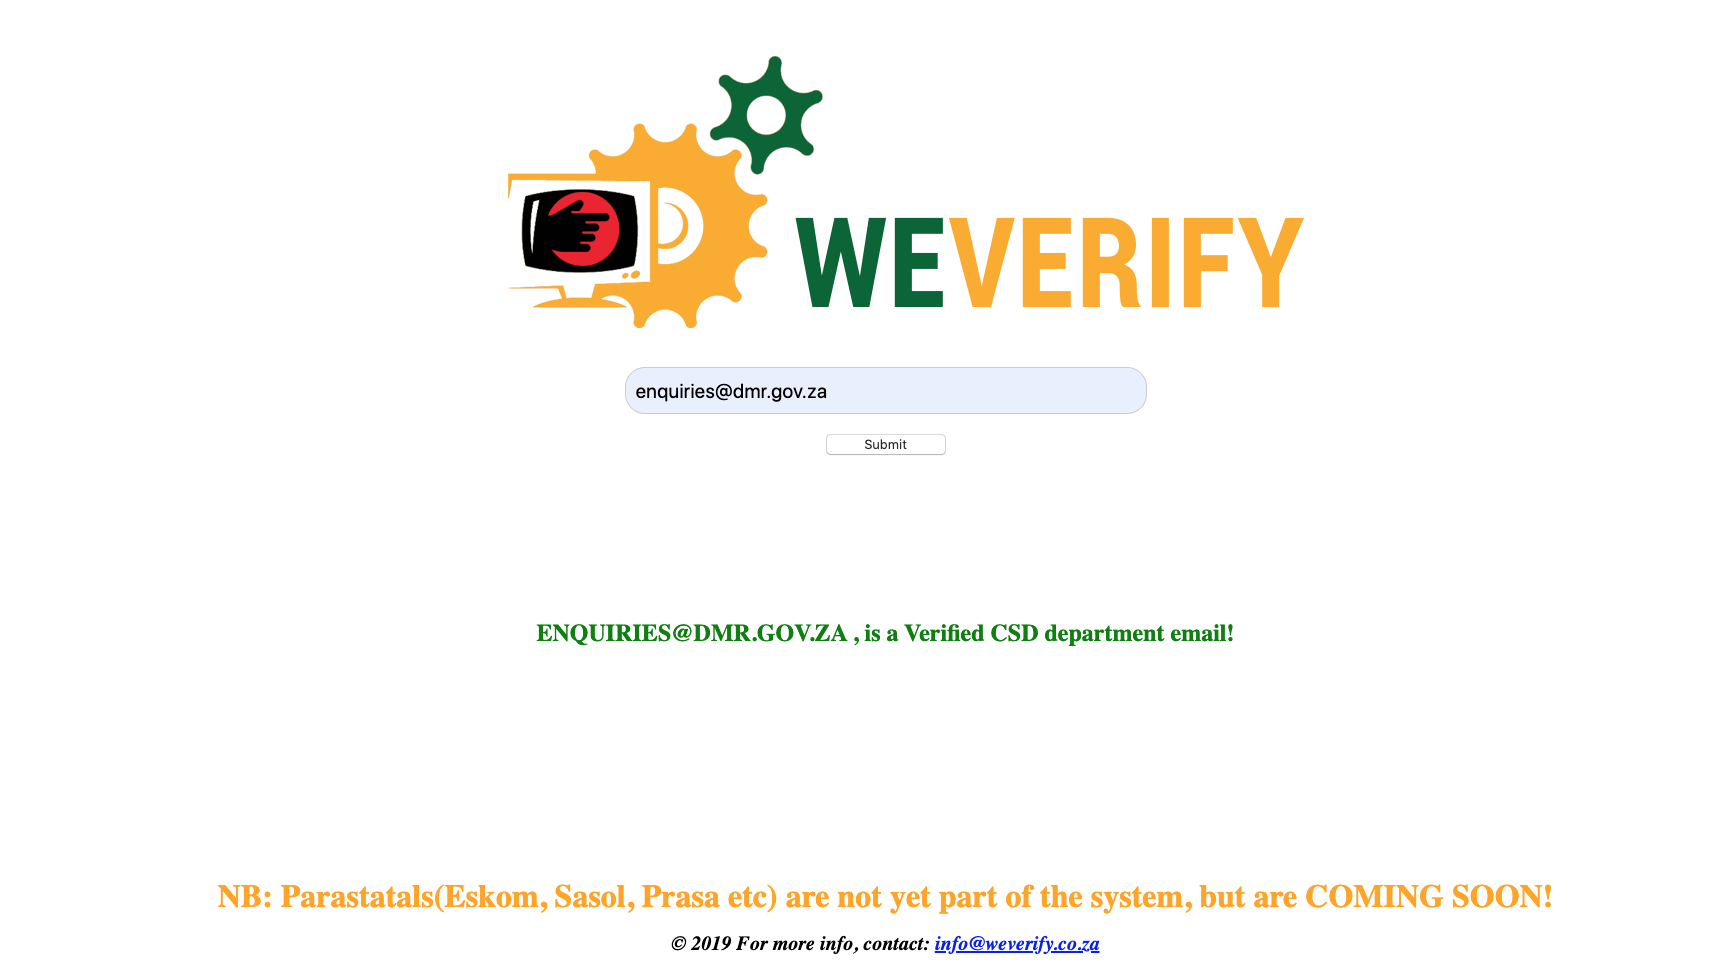 WEVERIFY
enquiries@dmr.gov.za
Submit
ENQUIRIES@DMR.GOV.ZA , is a Verified CSD department email!
NB: Parastatals(Eskom, Sasol, Prasa etc) are not yet part of the system, but are COMING SOON!
© 2019 For more info, contact: info@weverify.co.za